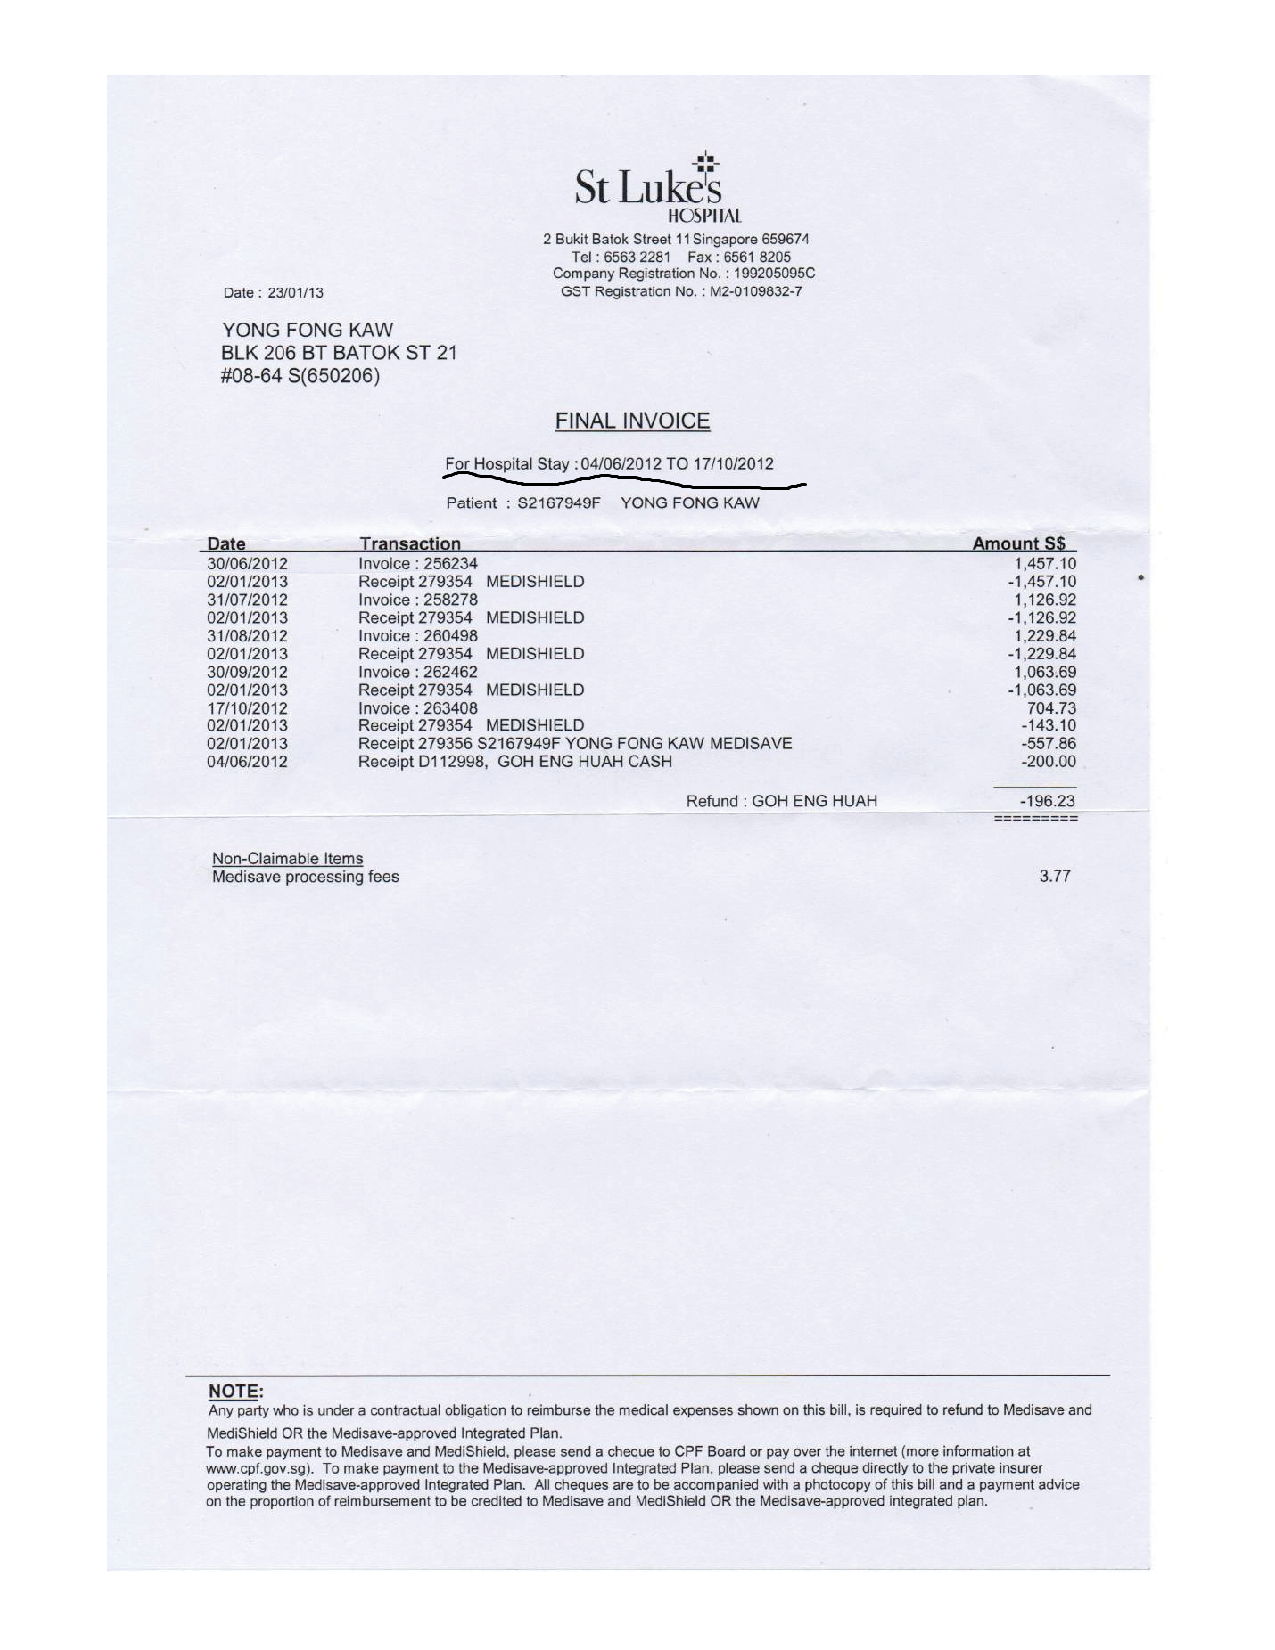 St Luke's
HOSPITAL
2 Bukit Batok Street 11 Singapore 659674
Tel : 6563 2281 Fax : 6561 8205
Company Registration No. : 199205095C
GST Registration No. : M2-0109832-7
Date : 23/01/13
YONG FONG KAW
BLK 206 BT BATOK ST 21
#08-64 S(650206)
FINAL INVOICE
For Hospital Stay : 04/06/2012 TO 17/10/2012
Patient : S2167949F YONG FONG KAW
Date Transaction Amount S$
30/06/2012 Invoice : 256234 1,457.10
02/01/2013 Receipt 279354 MEDISHIELD -1,457.10
31/07/2012 Invoice : 258278 1,126.92
02/01/2013 Receipt 279354 MEDISHIELD -1,126.92
31/08/2012 Invoice : 260498 1,229.84
02/01/2013 Receipt 279354 MEDISHIELD -1,229.84
30/09/2012 Invoice : 262462 1,063.69
02/01/2013 Receipt 279354 MEDISHIELD -1,063.69
17/10/2012 Invoice : 263408 704.73
02/01/2013 Receipt 279354 MEDISHIELD -143.10
02/01/2013 Receipt 279356 S2167949F YONG FONG KAW MEDISAVE -557.86
04/06/2012 Receipt D112998, GOH ENG HUAH CASH -200.00
Refund : GOH ENG HUAH -196.23
=========
Non-Claimable Items
Medisave processing fees 3.77
NOTE:
Any party who is under a contractual obligation to reimburse the medical expenses shown on this bill, is required to refund to Medisave and
MediShield OR the Medisave-approved Integrated Plan.
To make payment to Medisave and MediShield, please send a cheque to CPF Board or pay over the internet (more information at
www.cpf.gov.sg). To make payment to the Medisave-approved Integrated Plan, please send a cheque directly to the private insurer
operating the Medisave-approved Integrated Plan. All cheques are to be accompanied with a photocopy of this bill and a payment advice
on the proportion of reimbursement to be credited to Medisave and MediShield OR the Medisave-approved integrated plan.